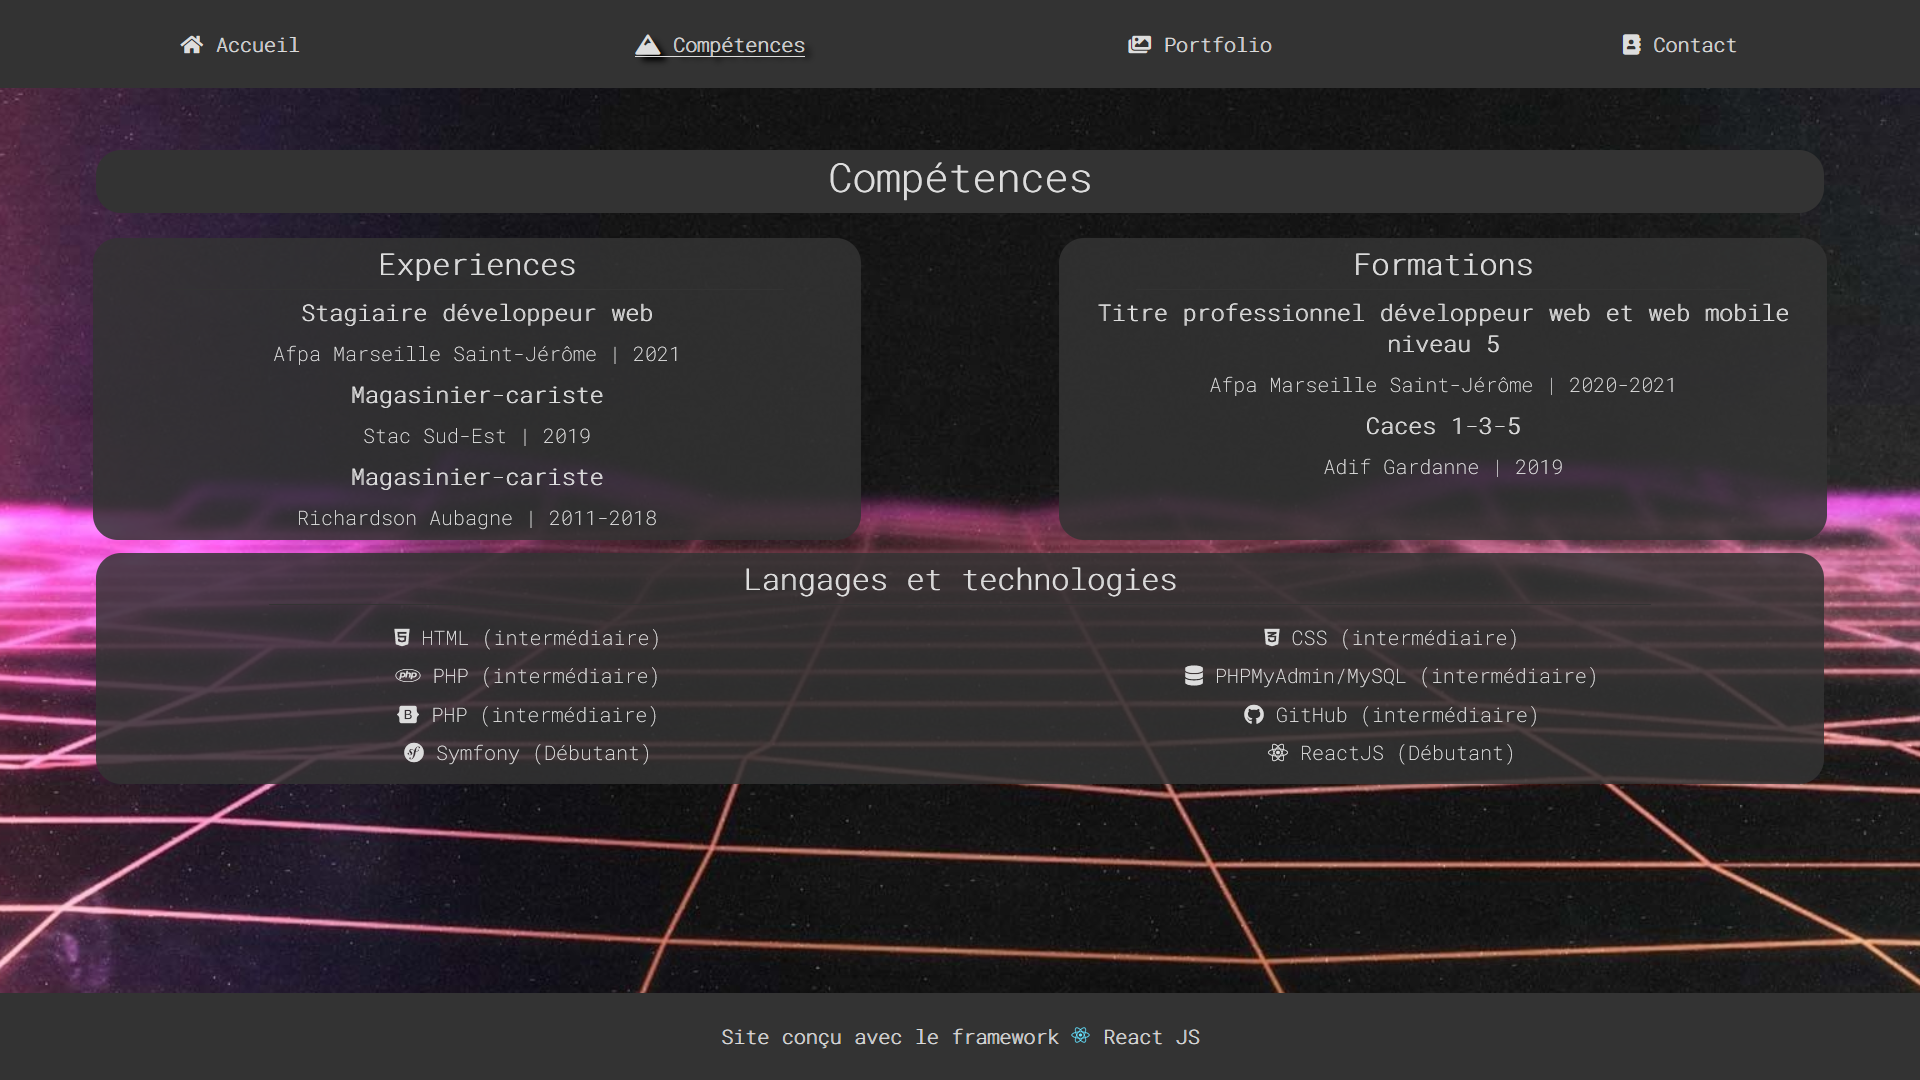 Accueil
Compétences
Portfolio
Contact
Compétences
Experiences
Stagiaire développeur web
Afpa Marseille Saint-Jérôme | 2021
Magasinier-cariste
Stac Sud-Est | 2019
Magasinier-cariste
Richardson Aubagne | 2011-2018
Formations
Titre professionnel développeur web et web mobile
niveau 5
Afpa Marseille Saint-Jérôme | 2020-2021
Caces 1-3-5
Adif Gardanne | 2019
Langages et technologies
HTML (intermédiaire)
CSS (intermédiaire)
php PHP (intermédiaire)
PHPMyAdmin/MySQL (intermédiaire)
B PHP (intermédiaire)
GitHub (intermédiaire)
sf Symfony (Débutant)
ReactJS (Débutant)
Site conçu avec le framework React JS